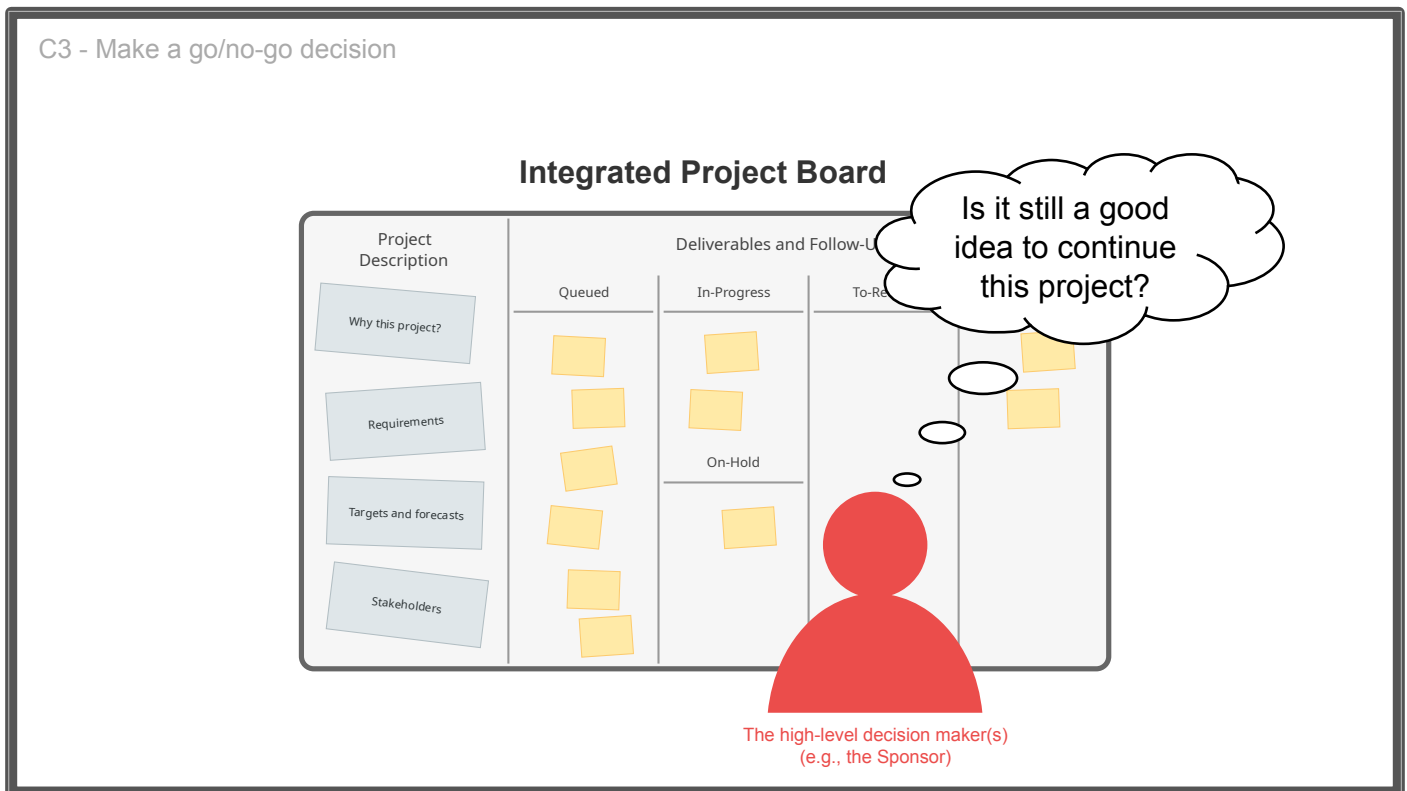 C3 - Make a go/no-go decision
Integrated Project Board
Is it still a good
idea to continue
this project?
Project
Description
Deliverables and Follow-U
Queued
In-Progress
To-Re
Why this project?
Requirements
On-Hold
Targets and forecasts
Stakeholders
The high-level decision maker(s)
(e.g., the Sponsor)